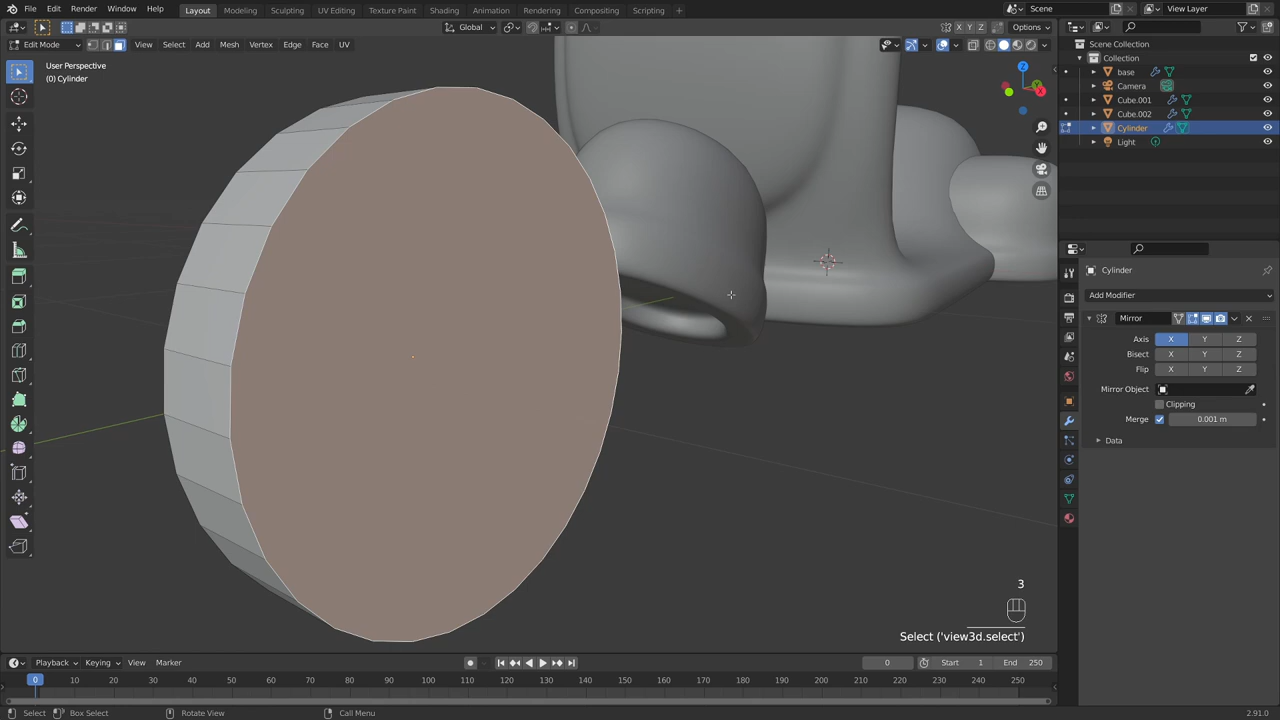 File Edit Render Window Help Layout Modeling Sculpting UV Editing Texture Paint Shading Animation Rendering Compositing Scripting + Scene View Layer
Global X Y Z Options
Edit Mode View Select Add Mesh Vertex Edge Face UV
Scene Collection
Collection
base
Camera
Cube.001
Cube.002
Cylinder
Light
User Perspective
(0) Cylinder
Z
Cylinder
Add Modifier
Mirror
Axis X Y Z
Bisect X Y Z
Flip X Y Z
Mirror Object
Clipping
Merge 0.001 m
Data
3
Select ('view3d.select')
Playback Keying View Marker 0 Start 1 End 250
0 10 20 30 40 50 60 70 80 90 100 110 120 130 140 150 160 170 180 190 200 210 220 230 240 250
Select Box Select Rotate View Call Menu 2.91.0